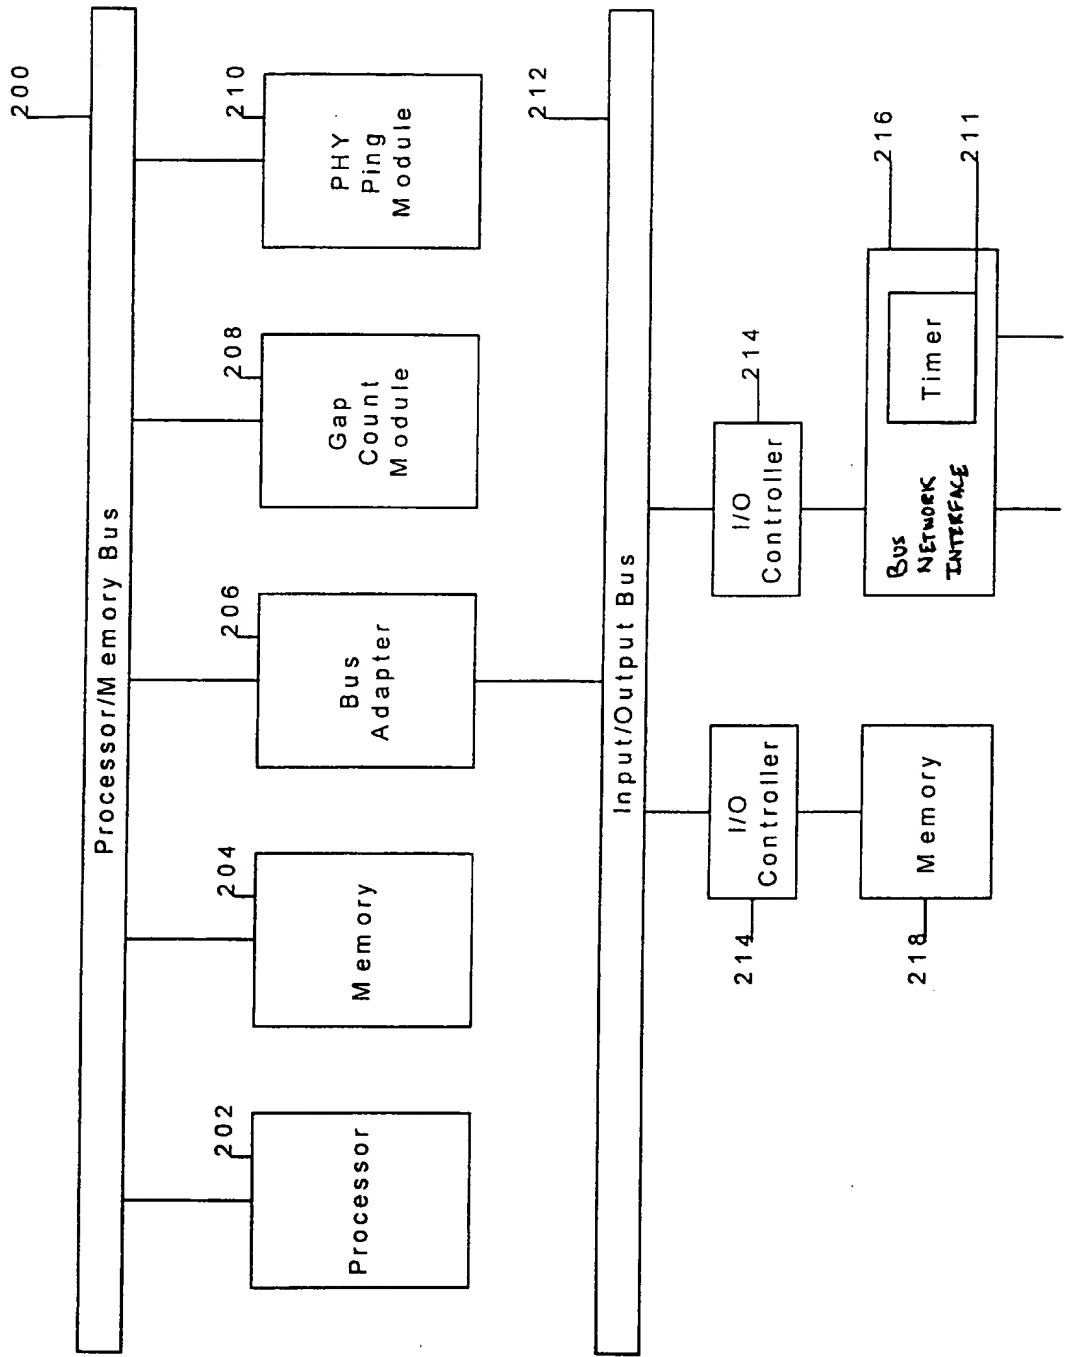 200
Processor/Memory Bus
202
204
206
208
210
Processor
Memory
Bus
Adapter
Gap
Count
Module
PHY
Ping
Module
212
Input/Output Bus
214
I/O
Controller
I/O
Controller
214
216
211
218
Memory
BUS
NETWORK
INTERFACE
Timer